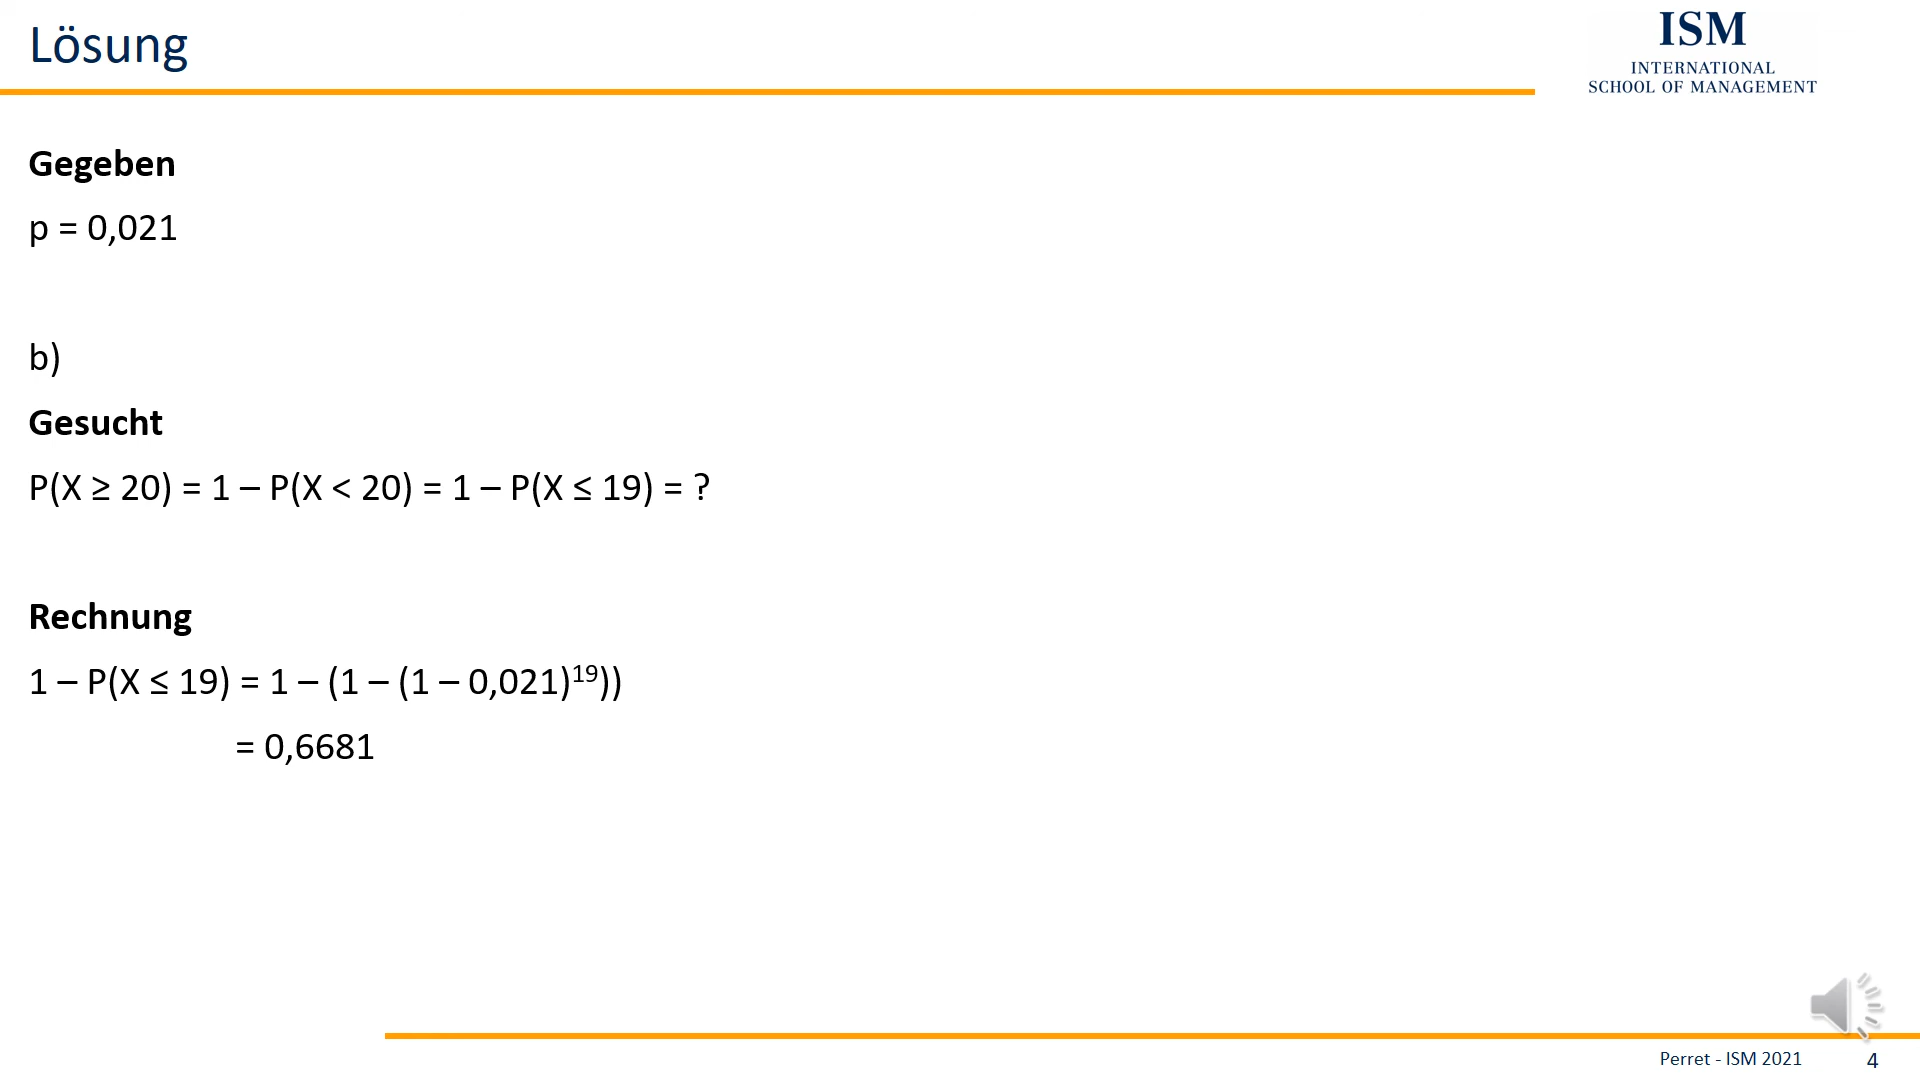 Lösung
ISM
INTERNATIONAL
SCHOOL OF MANAGEMENT
Gegeben
p = 0,021
b)
Gesucht
P(X ≥ 20) = 1 – P(X < 20) = 1 – P(X ≤ 19) = ?
Rechnung
1 – P(X ≤ 19) = 1 – (1 – (1 – 0,021)¹⁹))
= 0,6681
Perret - ISM 2021
4